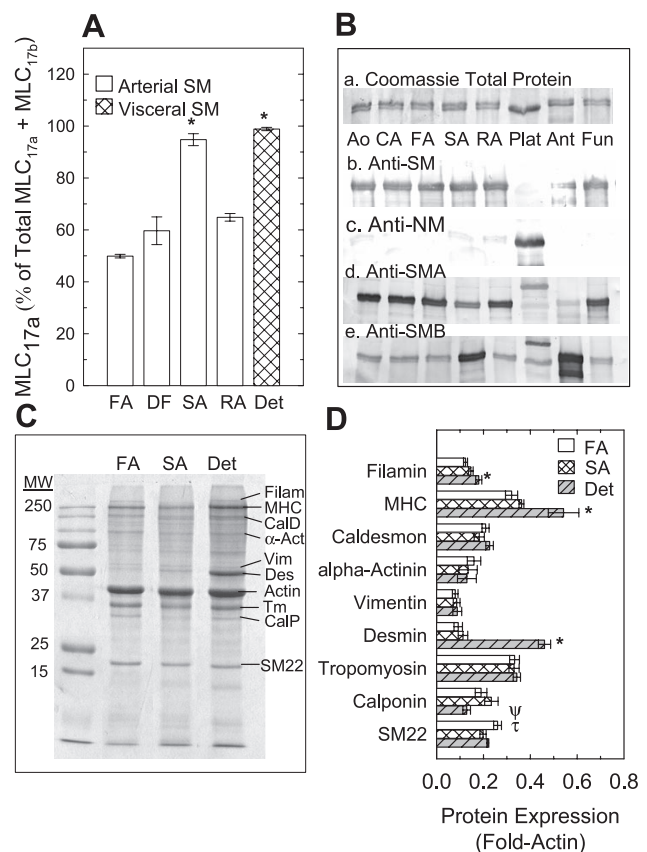 A
MLC17a (% of Total MLC17a + MLC17b)
120
100
80
60
40
20
0
Arterial SM
Visceral SM
*
*
FA DF SA RA Det
B
a. Coomassie Total Protein
Ao CA FA SA RA Plat Ant Fun
b. Anti-SM
c. Anti-NM
d. Anti-SMA
e. Anti-SMB
C
MW
250
75
50
37
25
15
FA SA Det
Filam
MHC
CalD
α-Act
Vim
Des
Actin
Tm
CalP
SM22
D
FA
SA
Det
Filamin
MHC
Caldesmon
alpha-Actinin
Vimentin
Desmin
Tropomyosin
Calponin
SM22
*
*
*
ψ
τ
0.0 0.2 0.4 0.6 0.8
Protein Expression
(Fold-Actin)